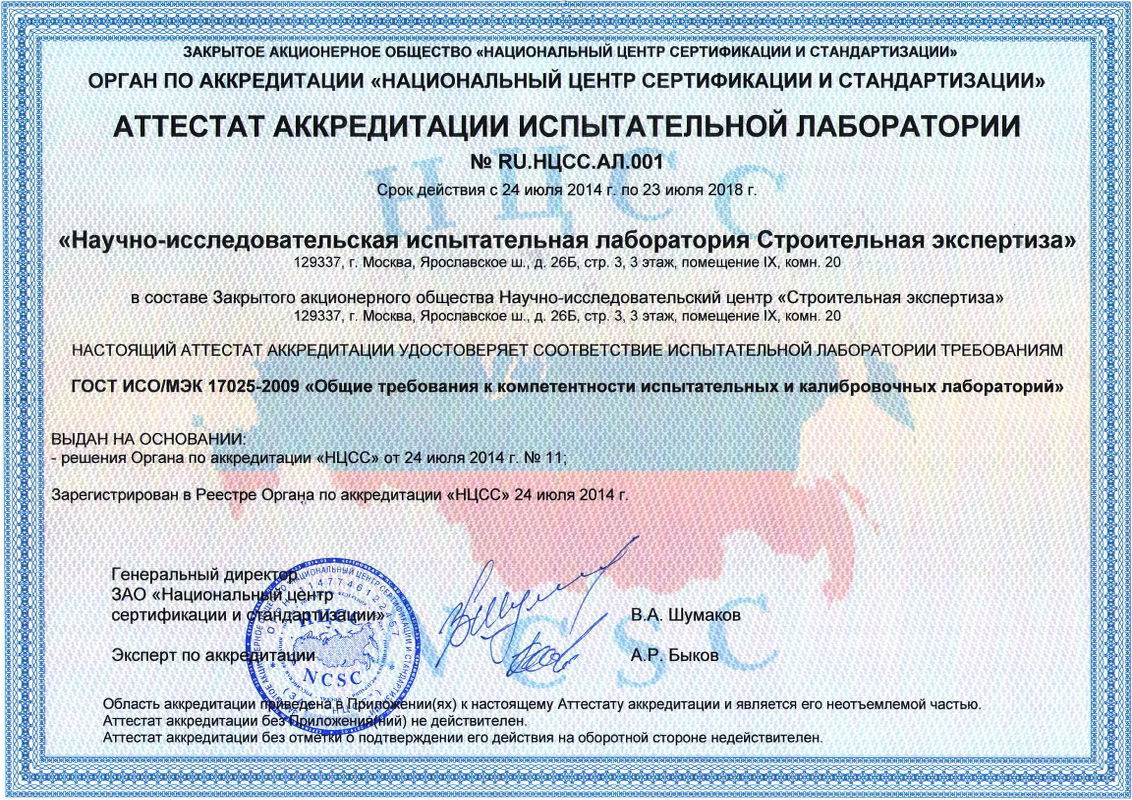 ЗАКРЫТОЕ АКЦИОНЕРНОЕ ОБЩЕСТВО «НАЦИОНАЛЬНЫЙ ЦЕНТР СЕРТИФИКАЦИИ И СТАНДАРТИЗАЦИИ»
ОРГАН ПО АККРЕДИТАЦИИ «НАЦИОНАЛЬНЫЙ ЦЕНТР СЕРТИФИКАЦИИ И СТАНДАРТИЗАЦИИ»
АТТЕСТАТ АККРЕДИТАЦИИ ИСПЫТАТЕЛЬНОЙ ЛАБОРАТОРИИ
НЦСС
№ RU.НЦСС.АЛ.001
Срок действия с 24 июля 2014 г. по 23 июля 2018 г.
«Научно-исследовательская испытательная лаборатория Строительная экспертиза»
129337, г. Москва, Ярославское ш., д. 26Б, стр. 3, 3 этаж, помещение IX, комн. 20
в составе Закрытого акционерного общества Научно-исследовательский центр «Строительная экспертиза»
129337, г. Москва, Ярославское ш., д. 26Б, стр. 3, 3 этаж, помещение IX, комн. 20
НАСТОЯЩИЙ АТТЕСТАТ АККРЕДИТАЦИИ УДОСТОВЕРЯЕТ СООТВЕТСТВИЕ ИСПЫТАТЕЛЬНОЙ ЛАБОРАТОРИИ ТРЕБОВАНИЯМ
ГОСТ ИСО/МЭК 17025-2009 «Общие требования к компетентности испытательных и калибровочных лабораторий»
ВЫДАН НА ОСНОВАНИИ:
- решения Органа по аккредитации «НЦСС» от 24 июля 2014 г. № 11;
Зарегистрирован в Реестре Органа по аккредитации «НЦСС» 24 июля 2014 г.
Генеральный директор
ЗАО «Национальный центр
сертификации и стандартизации»
В.А. Шумаков
Эксперт по аккредитации
А.Р. Быков
НЦСС
NCSC
NCSC
Область аккредитации приведена в Приложении(ях) к настоящему Аттестату аккредитации и является его неотъемлемой частью.
Аттестат аккредитации без Приложения(ний) не действителен.
Аттестат аккредитации без отметки о подтверждении его действия на оборотной стороне недействителен.